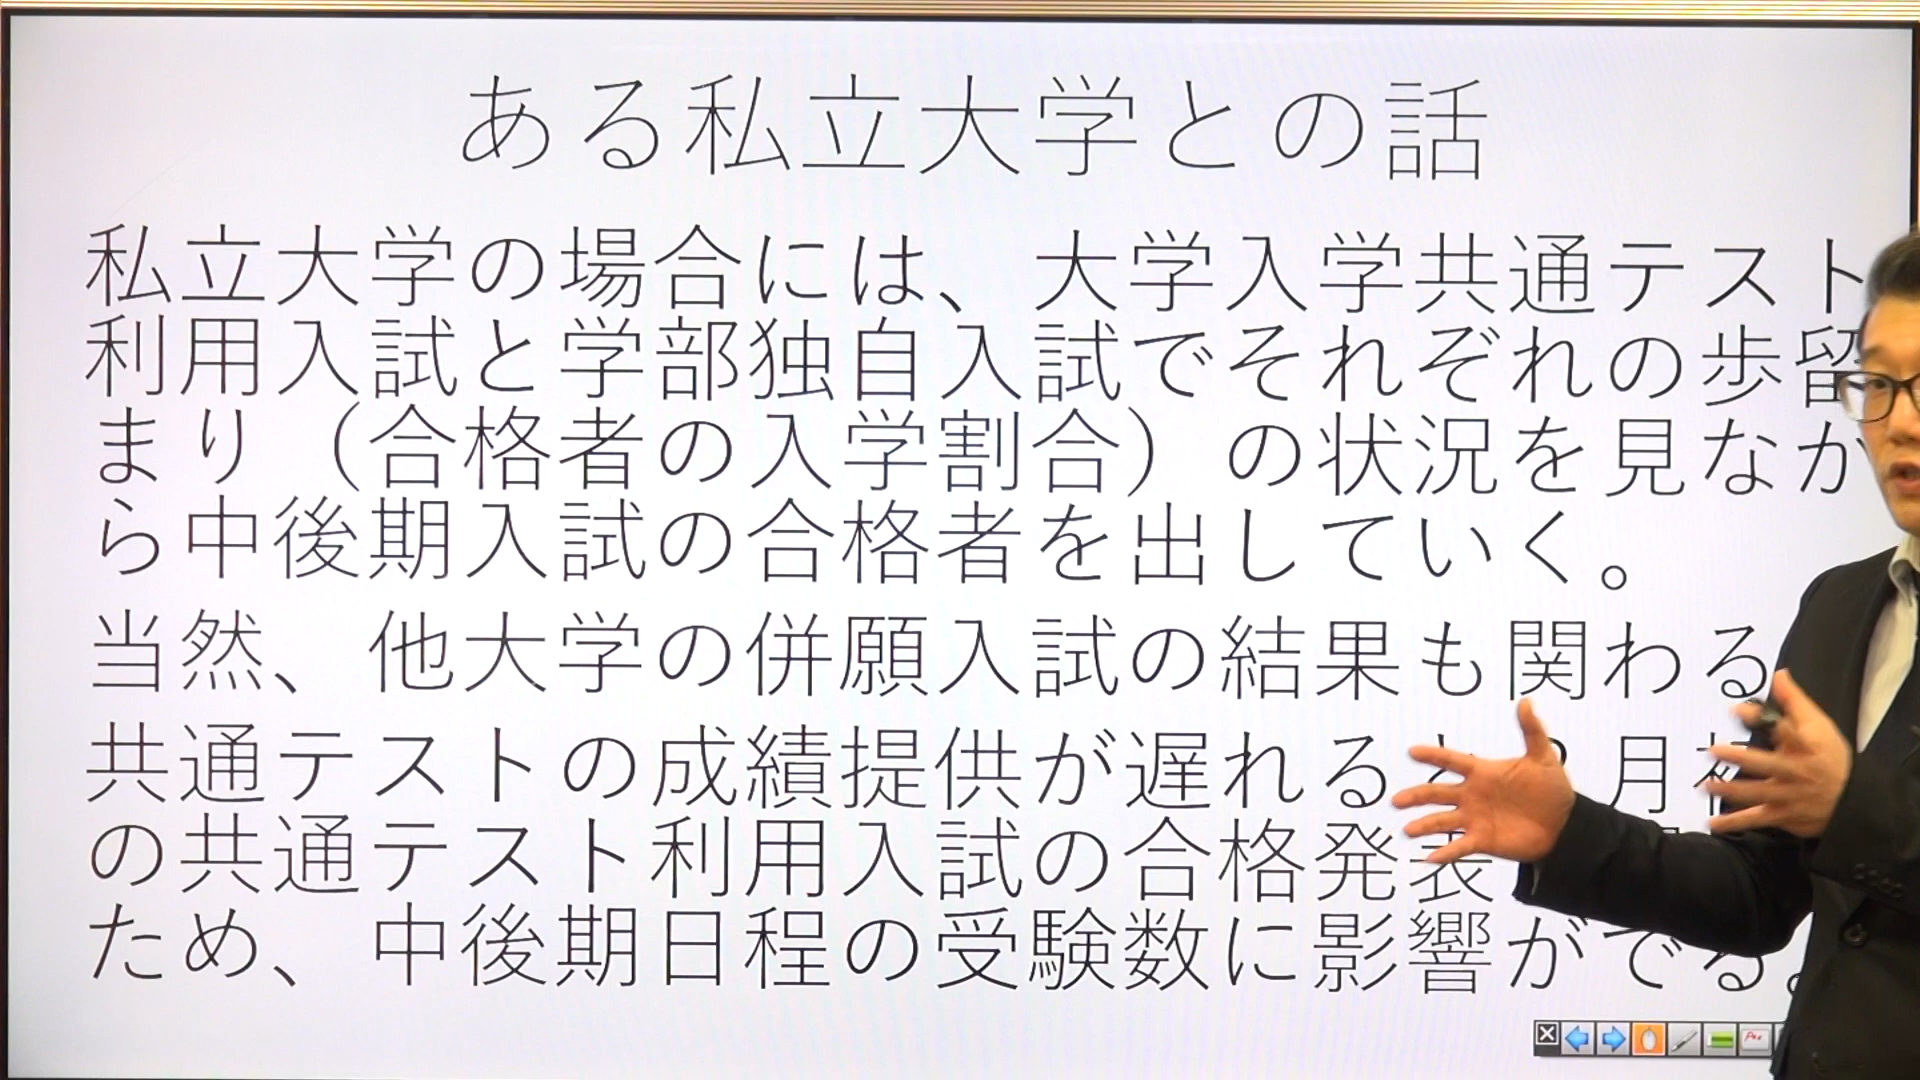 ある私立大学との話
私立大学の場合には、大学入学共通テスト
利用入試と学部独自入試でそれぞれの歩留
まり（合格者の入学割合）の状況を見なが
ら中後期入試の合格者を出していく。
当然、他大学の併願入試の結果も関わる
共通テストの成績提供が遅れる 月
の共通テスト利用入試の合格発表
ため、中後期日程の受験数に影響がでる。